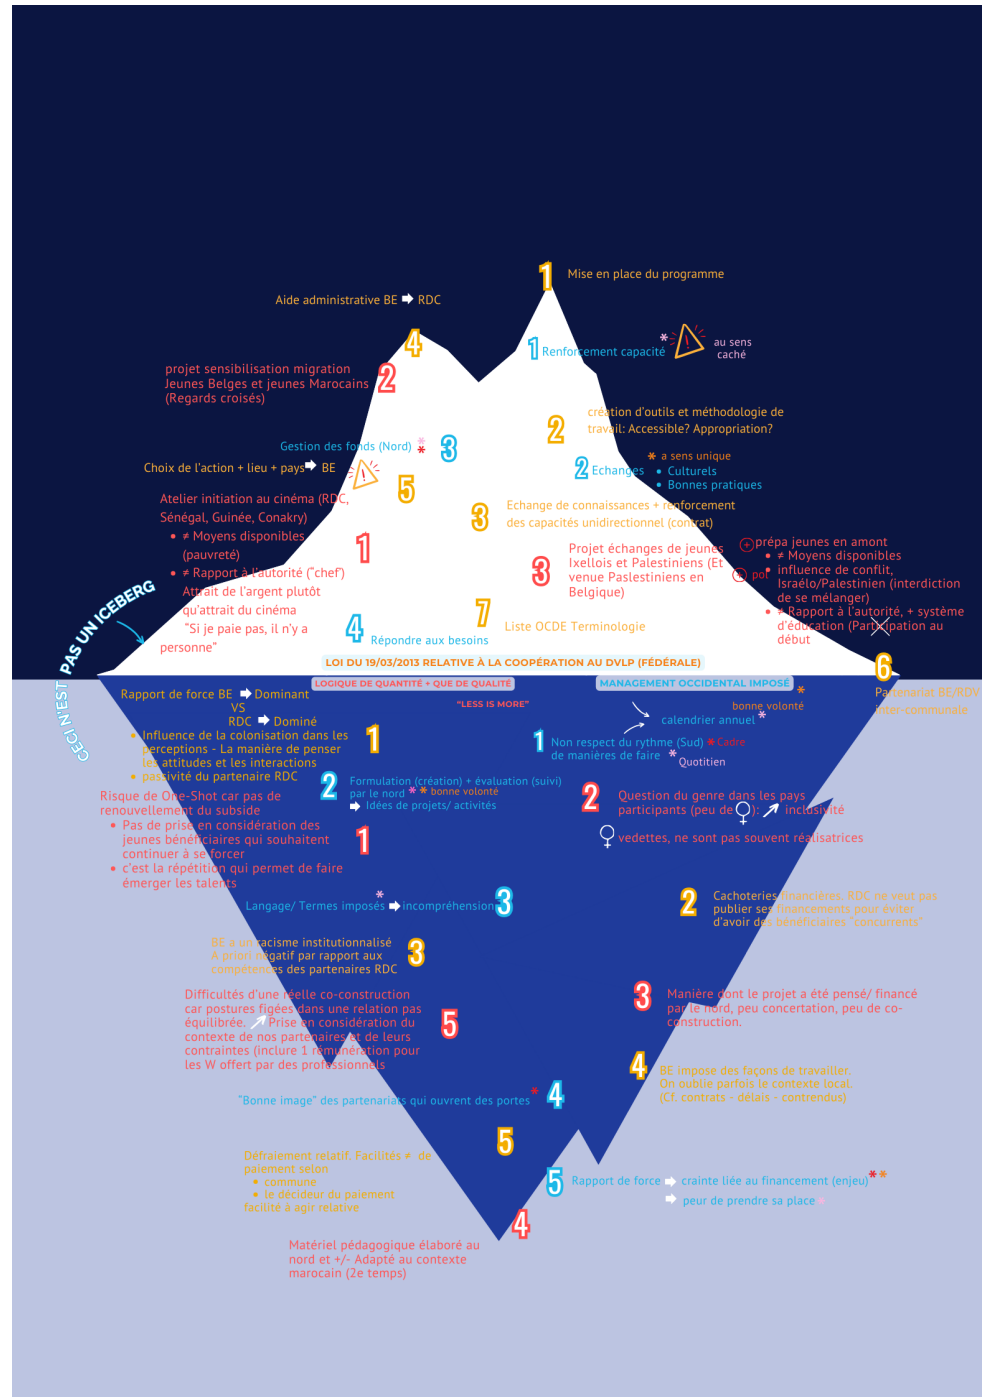 1 Mise en place du programme
Aide administrative BE ➡ RDC
4
1 Renforcement capacité *
au sens
caché
projet sensibilisation migration
Jeunes Belges et jeunes Marocains
(Regards croisés)
2
création d'outils et méthodologie de
travail: Accessible? Appropriation?
2
Gestion des fonds (Nord) **
3
* a sens unique
2 Echanges
• Culturels
• Bonnes pratiques
Choix de l'action + lieu + pays ➡ BE
5
Atelier initiation au cinéma (RDC,
Sénégal, Guinée, Conakry)
• ≠ Moyens disponibles
(pauvreté)
• ≠ Rapport à l'autorité ("chef")
Attrait de l'argent plutôt
qu'attrait du cinéma
"Si je paie pas, il n'y a
personne"
1
3
Echange de connaissances + renforcement
des capacités unidirectionnel (contrat)
3
Projet échanges de jeunes
Ixellois et Palestiniens (Et
venue Paslestiniens en
Belgique)
+ prépa jeunes en amont
+ pol
• ≠ Moyens disponibles
• influence de conflit,
Israélo/Palestinien (interdiction
de se mélanger)
• ≠ Rapport à l'autorité, + système
d'éducation (Participation au
début
7
Liste OCDE Terminologie
4 Répondre aux besoins
6
Partenariat BE/RDV
inter-communale
CECI N'EST PAS UN ICEBERG
LOI DU 19/03/2013 RELATIVE À LA COOPÉRATION AU DVLP (FÉDÉRALE)
LOGIQUE DE QUANTITÉ + QUE DE QUALITÉ
"LESS IS MORE"
MANAGEMENT OCCIDENTAL IMPOSÉ *
bonne volonté
calendrier annuel *
Rapport de force BE ➡ Dominant
VS
RDC ➡ Dominé
• Influence de la colonisation dans les
perceptions - La manière de penser
les attitudes et les interactions
• passivité du partenaire RDC
1
1 Non respect du rythme (Sud) * Cadre
de manières de faire * Quotitien
2
Formulation (création) + évaluation (suivi)
par le nord ** bonne volonté
➡ Idées de projets/ activités
2
Question du genre dans les pays
participants (peu de ♀): ↗ inclusivité
♀ vedettes, ne sont pas souvent réalisatrices
Risque de One-Shot car pas de
renouvellement du subside
• Pas de prise en considération des
jeunes bénéficiaires qui souhaitent
continuer à se forcer
• c'est la répétition qui permet de faire
émerger les talents
1
Langage/ Termes imposés * ➡ incompréhension
3
2
Cachoteries financières, RDC ne veut pas
publier ses financements pour éviter
d'avoir des bénéficiaires "concurrents"
BE a un racisme institutionnalisé
A priori négatif par rapport aux
compétences des partenaires RDC
3
Difficultés d'une réelle co-construction
car postures figées dans une relation pas
équilibrée. ↗ Prise en considération du
contexte de nos partenaires et de leurs
contraintes (inclure 1 rémunération pour
les W offert par des professionnels
5
3
Manière dont le projet a été pensé/ financé
par le nord, peu concertation, peu de co-
construction.
4
BE impose des façons de travailler.
On oublie parfois le contexte local.
(Cf. contrats - délais - contrendus)
"Bonne image" des partenariats qui ouvrent des portes *
4
5
Défraiement relatif. Facilités ≠ de
paiement selon
• commune
• le décideur du paiement
facilité à agir relative
5 Rapport de force ➡ crainte liée au financement (enjeu) **
➡ peur de prendre sa place *
4
Matériel pédagogique élaboré au
nord et +/- Adapté au contexte
marocain (2e temps)